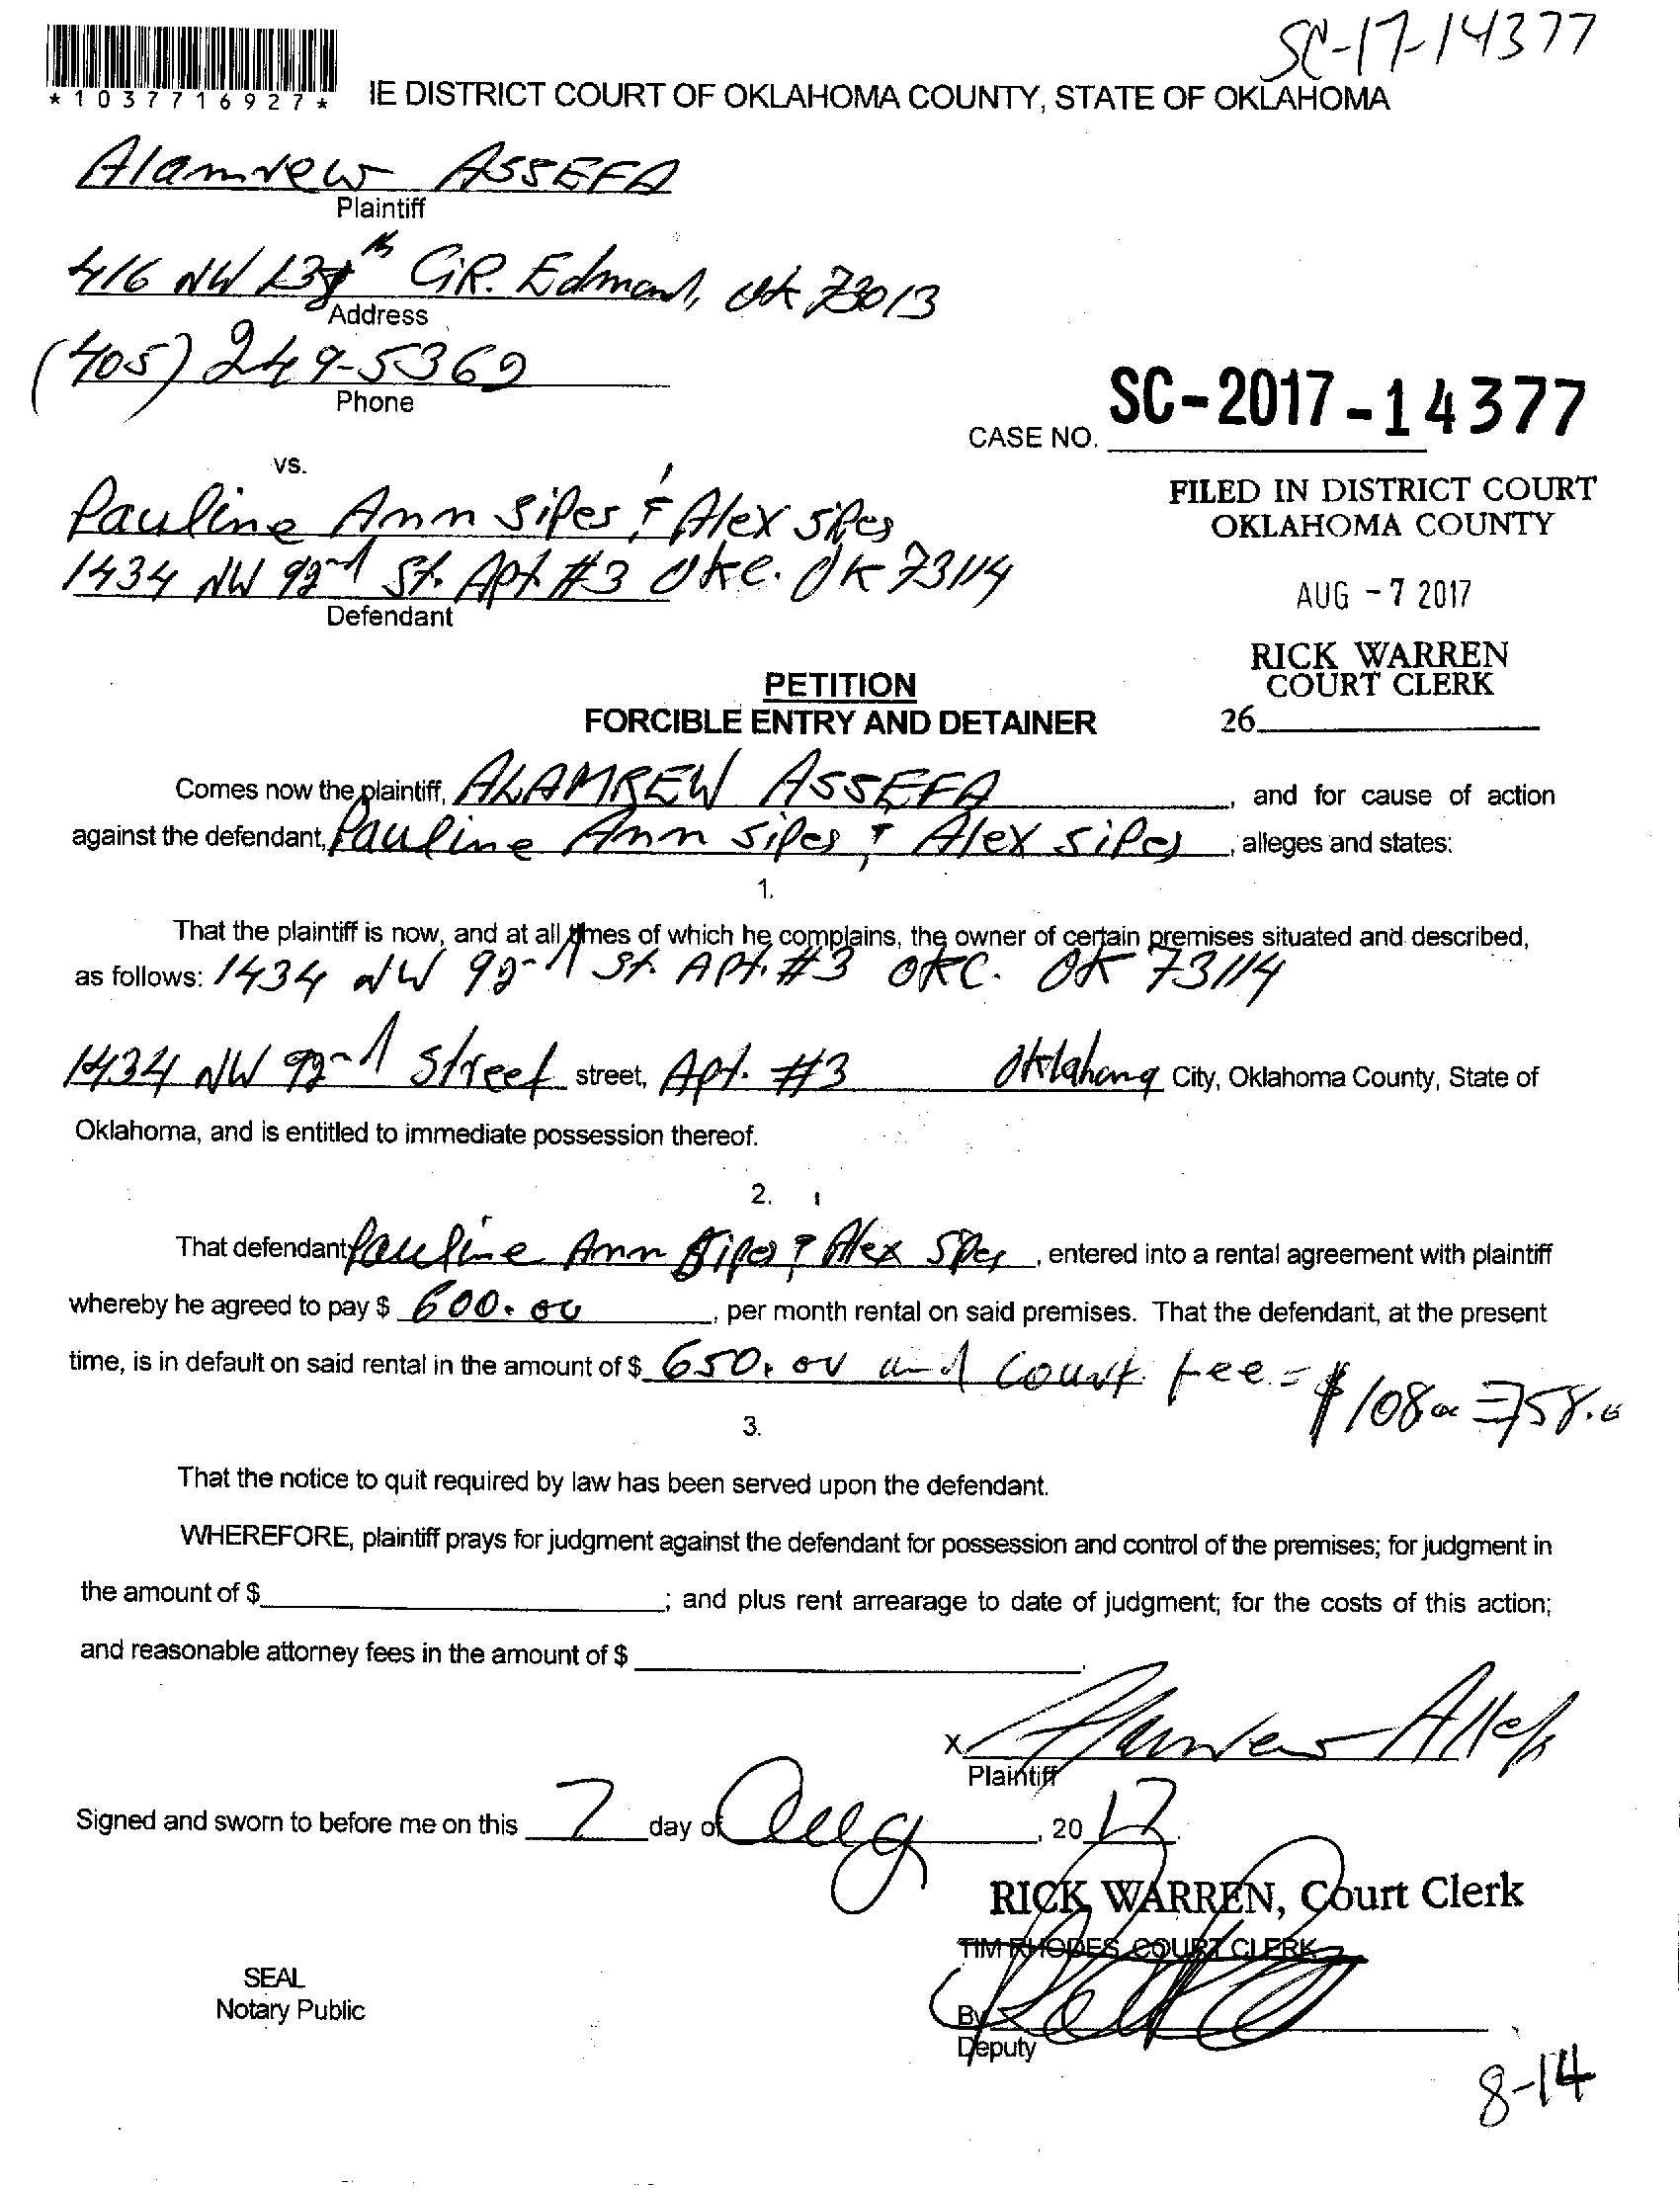 SC-17-14377
*1037716927*
IE DISTRICT COURT OF OKLAHOMA COUNTY, STATE OF OKLAHOMA
Alamrew ASSEFA
Plaintiff
416 NW 138th CiR. Edmond, OK 73013
Address
(405) 249-5369
Phone
SC-2017-14377
CASE NO.
vs.
Pauline Ann Sipes & Alex Sipes
1434 NW 92nd St. Apt #3 OKC. OK 73114
Defendant
FILED IN DISTRICT COURT
OKLAHOMA COUNTY
AUG -7 2017
RICK WARREN
COURT CLERK
26
PETITION
FORCIBLE ENTRY AND DETAINER
Comes now the plaintiff, ALAMREW ASSEFA, and for cause of action
against the defendant, Pauline Ann Sipes & Alex Sipes, alleges and states:
1.
That the plaintiff is now, and at all times of which he complains, the owner of certain premises situated and described,
as follows: 1434 NW 92nd St. Apt. #3 OKC. OK 73114
1434 NW 92nd Street street, Apt. #3 Oklahoma City, Oklahoma County, State of
Oklahoma, and is entitled to immediate possession thereof.
2.
That defendant, Pauline Ann Sipes & Alex Sipes, entered into a rental agreement with plaintiff
whereby he agreed to pay $ 600.00, per month rental on said premises. That the defendant, at the present
time, is in default on said rental in the amount of $ 650.00 and Court fee = $108.00 = 758.00
3.
That the notice to quit required by law has been served upon the defendant.
WHEREFORE, plaintiff prays for judgment against the defendant for possession and control of the premises; for judgment in
the amount of $ ; and plus rent arrearage to date of judgment; for the costs of this action;
and reasonable attorney fees in the amount of $ .
X
Plaintiff
Signed and sworn to before me on this 7 day of Aug, 2017.
RICK WARREN, Court Clerk
TIM RHODES, COURT CLERK
SEAL
Notary Public
By
Deputy
8-14